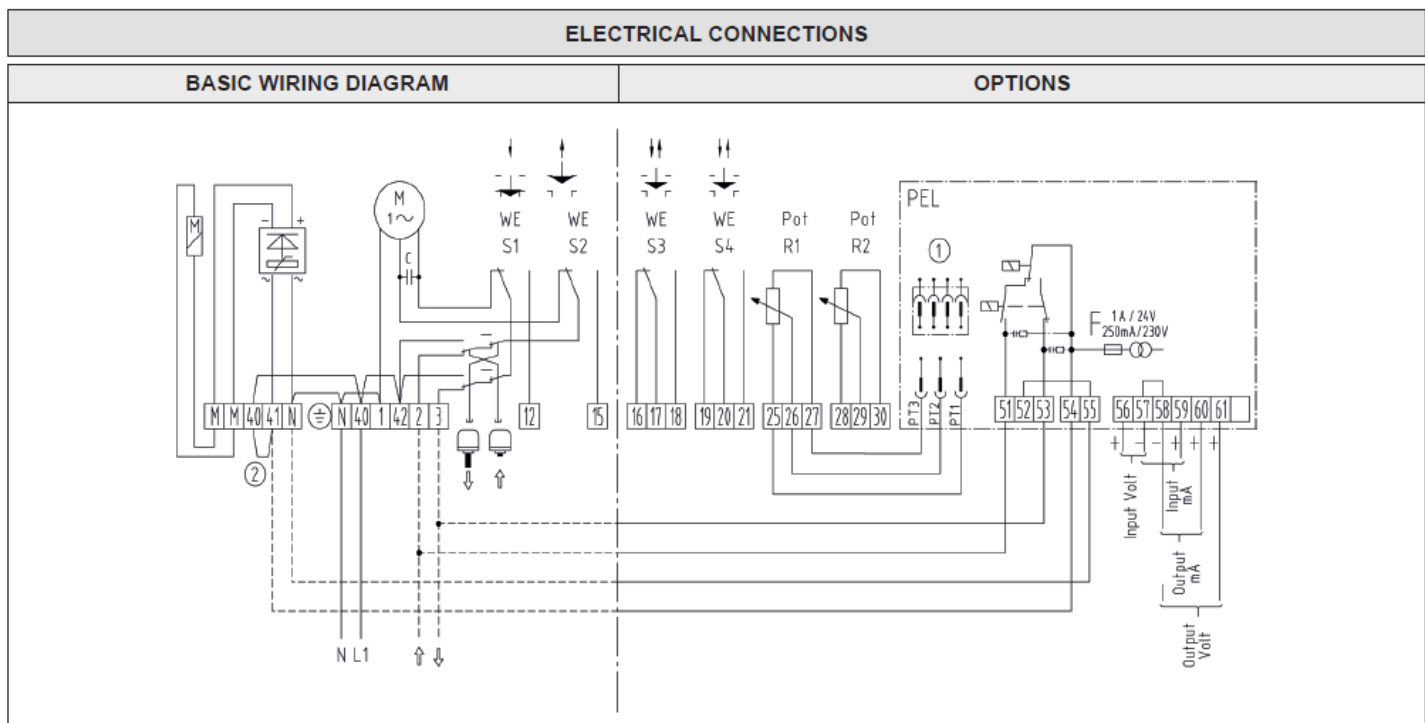 ELECTRICAL CONNECTIONS
BASIC WIRING DIAGRAM
OPTIONS
M
M
1~
C
- +
~ ~
WE
S1
WE
S2
WE
S3
WE
S4
Pot
R1
Pot
R2
PEL
1
F 1A / 24V
250mA/230V
M M 40 41 N N 40 1 42 2 3
12
15
16 17 18
19 20 21
25 26 27
28 29 30
PT3
PT2
PT1
51 52 53
54 55
56 57 58 59 60 61
+ - - + + +
2
Input Volt
Input
mA
Output
mA
Output
Volt
N L1